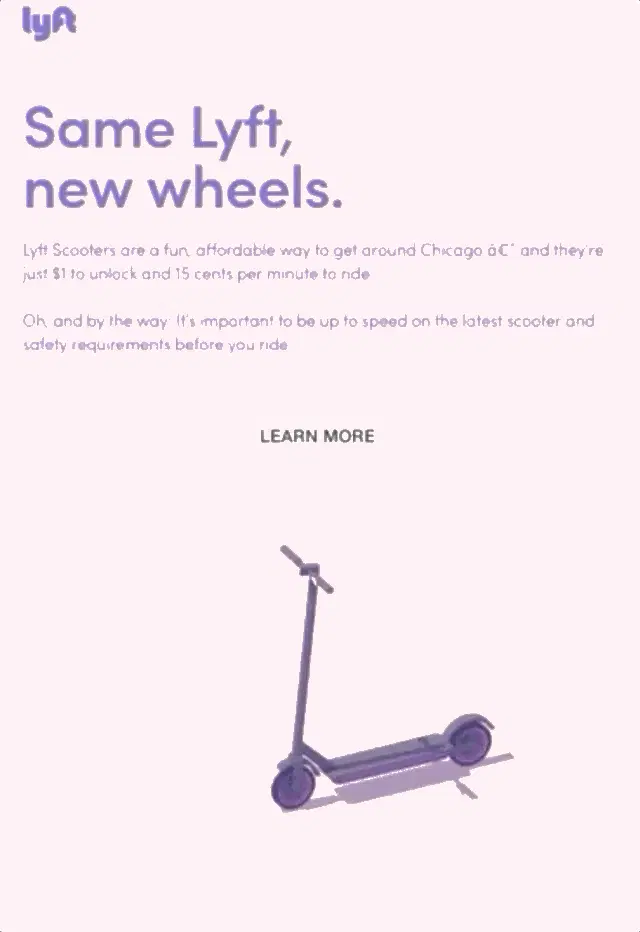 lyft
Same Lyft,
new wheels.
Lyft Scooters are a fun, affordable way to get around Chicago â€" and they're
just $1 to unlock and 15 cents per minute to ride.
Oh, and by the way: It's important to be up to speed on the latest scooter and
safety requirements before you ride.
LEARN MORE